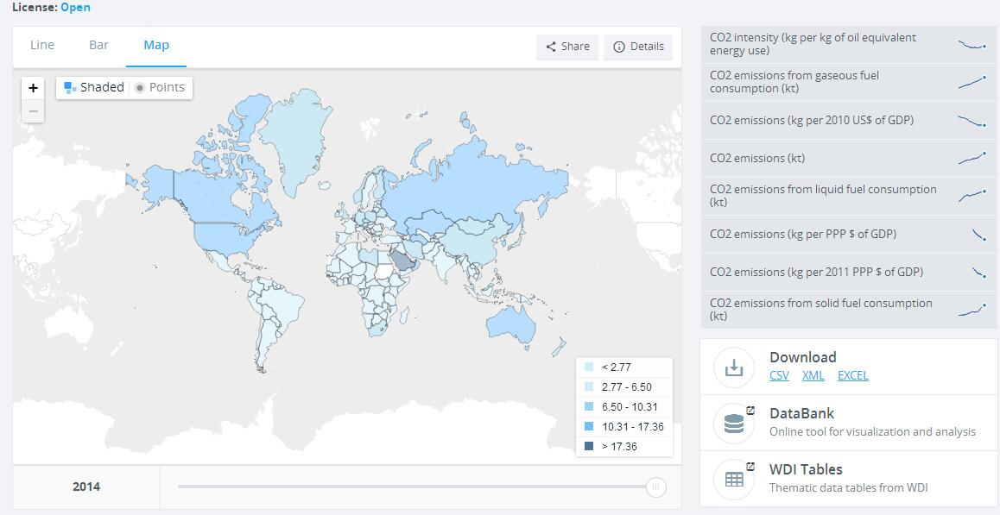 License: Open
Line
Bar
Map
Share
Details
+
−
Shaded
Points
< 2.77
2.77 - 6.50
6.50 - 10.31
10.31 - 17.36
> 17.36
2014
CO2 intensity (kg per kg of oil equivalent
energy use)
CO2 emissions from gaseous fuel
consumption (kt)
CO2 emissions (kg per 2010 US$ of GDP)
CO2 emissions (kt)
CO2 emissions from liquid fuel consumption
(kt)
CO2 emissions (kg per PPP $ of GDP)
CO2 emissions (kg per 2011 PPP $ of GDP)
CO2 emissions from solid fuel consumption
(kt)
Download
CSV XML EXCEL
DataBank
Online tool for visualization and analysis
WDI Tables
Thematic data tables from WDI